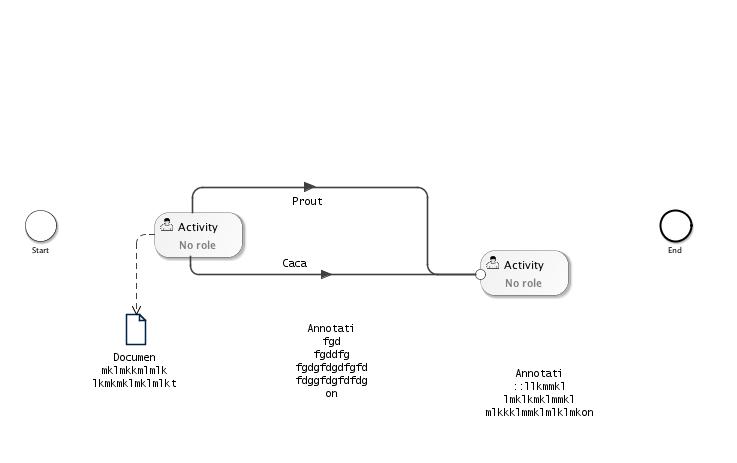 Prout
Activity
No role
Start
End
Caca
Activity
No role
Documen
mklmkkmlmlk
lkmkmklmklmlkt
Annotati
fgd
fgddfg
fgdgfdgdfgfd
fdggfdgfdfdg
on
Annotati
::llkmmkl
lmklkmklmmkl
mlkkklmmklmlklmkon